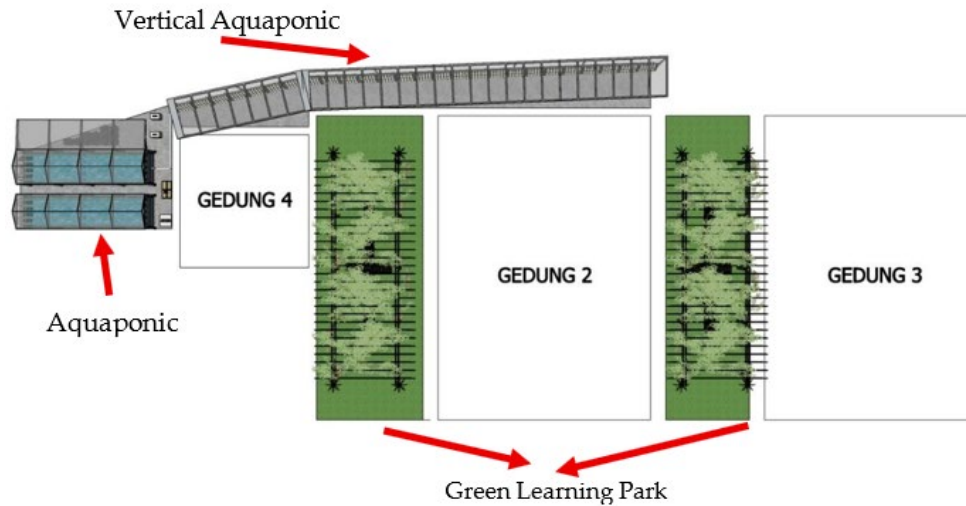 Vertical Aquaponic
GEDUNG 4
GEDUNG 2
GEDUNG 3
Aquaponic
Green Learning Park